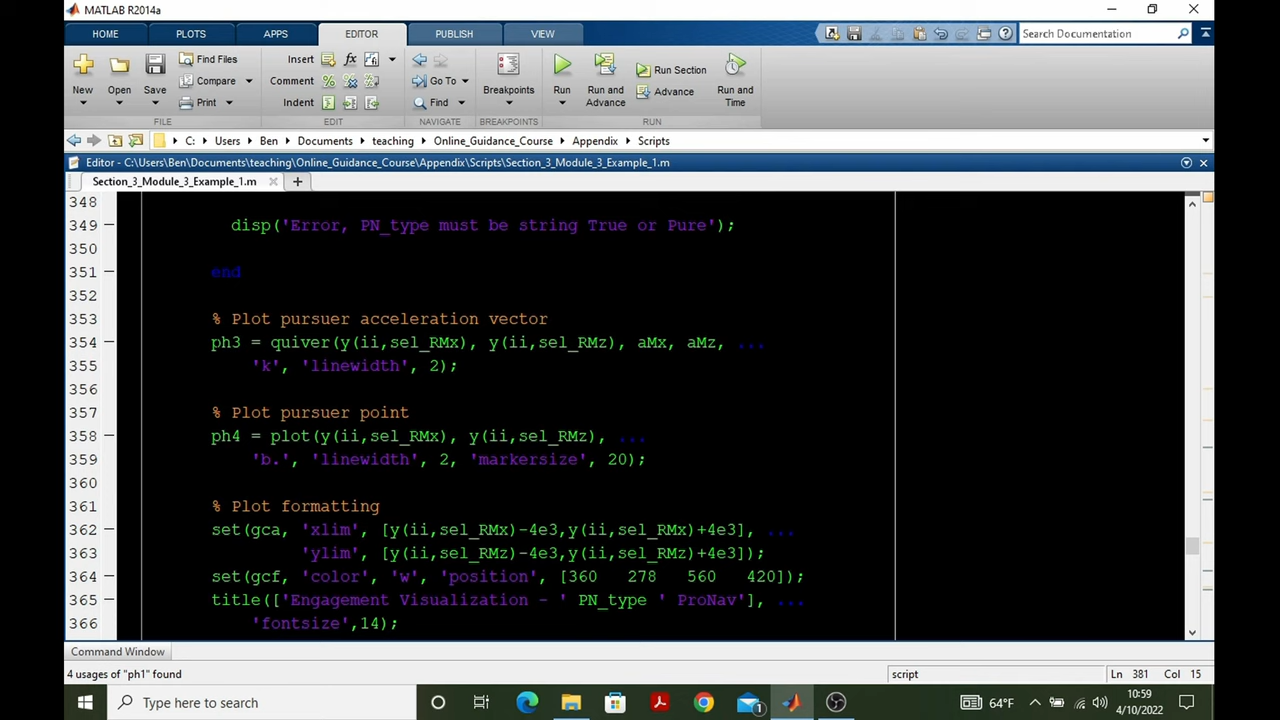 MATLAB R2014a
HOME PLOTS APPS EDITOR PUBLISH VIEW Search Documentation
Find Files Insert fx
Compare Comment % Go To Run Section
New Open Save Print Indent Find Breakpoints Run Run and Advance Advance Run and Time
FILE EDIT NAVIGATE BREAKPOINTS RUN
C: Users Ben Documents teaching Online_Guidance_Course Appendix Scripts
Editor - C:\Users\Ben\Documents\teaching\Online_Guidance_Course\Appendix\Scripts\Section_3_Module_3_Example_1.m
Section_3_Module_3_Example_1.m
348
349 disp('Error, PN_type must be string True or Pure');
350
351 end
352
353 % Plot pursuer acceleration vector
354 ph3 = quiver(y(ii,sel_RMx), y(ii,sel_RMz), aMx, aMz, ...
355 'k', 'linewidth', 2);
356
357 % Plot pursuer point
358 ph4 = plot(y(ii,sel_RMx), y(ii,sel_RMz), ...
359 'b.', 'linewidth', 2, 'markersize', 20);
360
361 % Plot formatting
362 set(gca, 'xlim', [y(ii,sel_RMx)-4e3,y(ii,sel_RMx)+4e3], ...
363 'ylim', [y(ii,sel_RMz)-4e3,y(ii,sel_RMz)+4e3]);
364 set(gcf, 'color', 'w', 'position', [360 278 560 420]);
365 title(['Engagement Visualization - ' PN_type ' ProNav'], ...
366 'fontsize',14);
Command Window
4 usages of "ph1" found script Ln 381 Col 15
Type here to search 1 64°F 10:59
4/10/2022